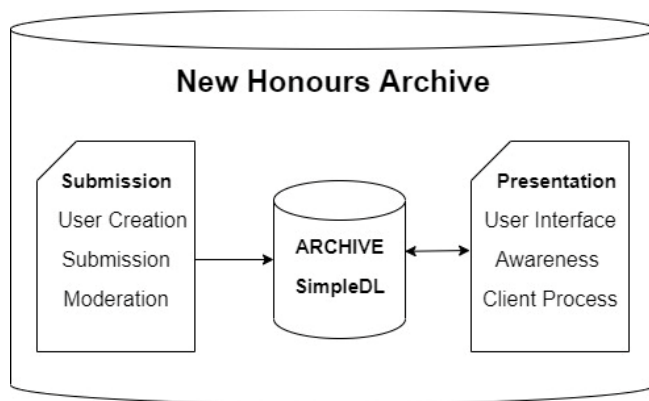 New Honours Archive
Submission
User Creation
Submission
Moderation
ARCHIVE
SimpleDL
Presentation
User Interface
Awareness
Client Process